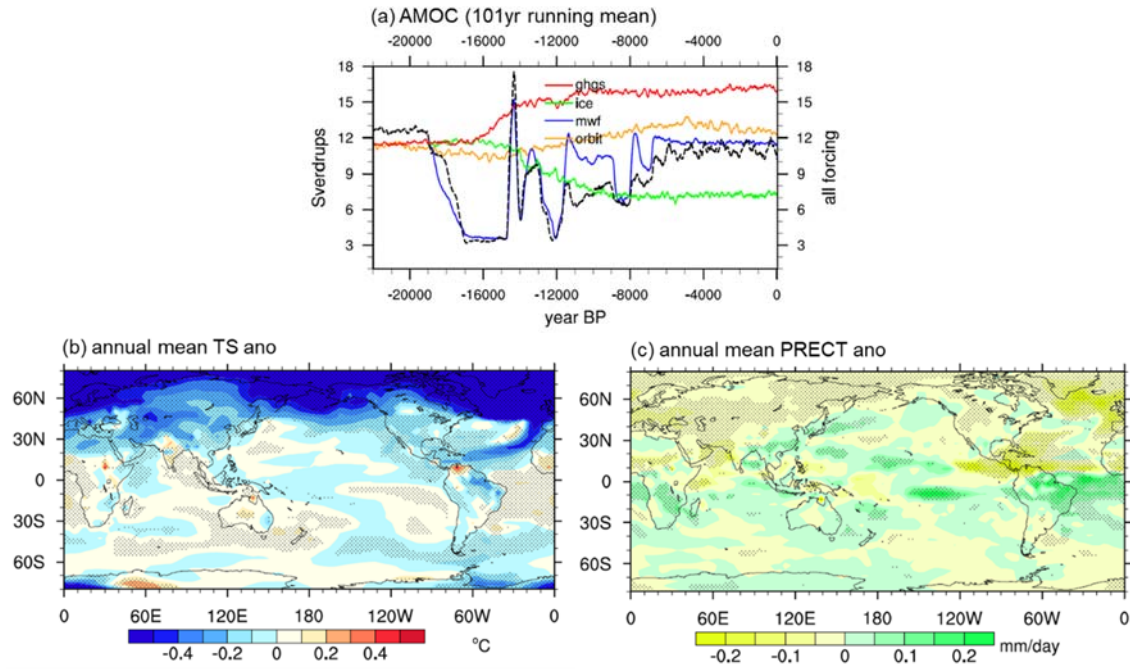 (a) AMOC (101yr running mean)
-20000 -16000 -12000 -8000 -4000 0
18 18
15 15
12 12
9 9
6 6
3 3
Sverdrups
all forcing
ghgs
ice
mwf
orbit
-20000 -16000 -12000 -8000 -4000 0
year BP
(b) annual mean TS ano
60N
30N
0
30S
60S
0 60E 120E 180 120W 60W 0
-0.4 -0.2 0 0.2 0.4
°C
(c) annual mean PRECT ano
60N
30N
0
30S
60S
0 60E 120E 180 120W 60W 0
-0.2 -0.1 0 0.1 0.2
mm/day